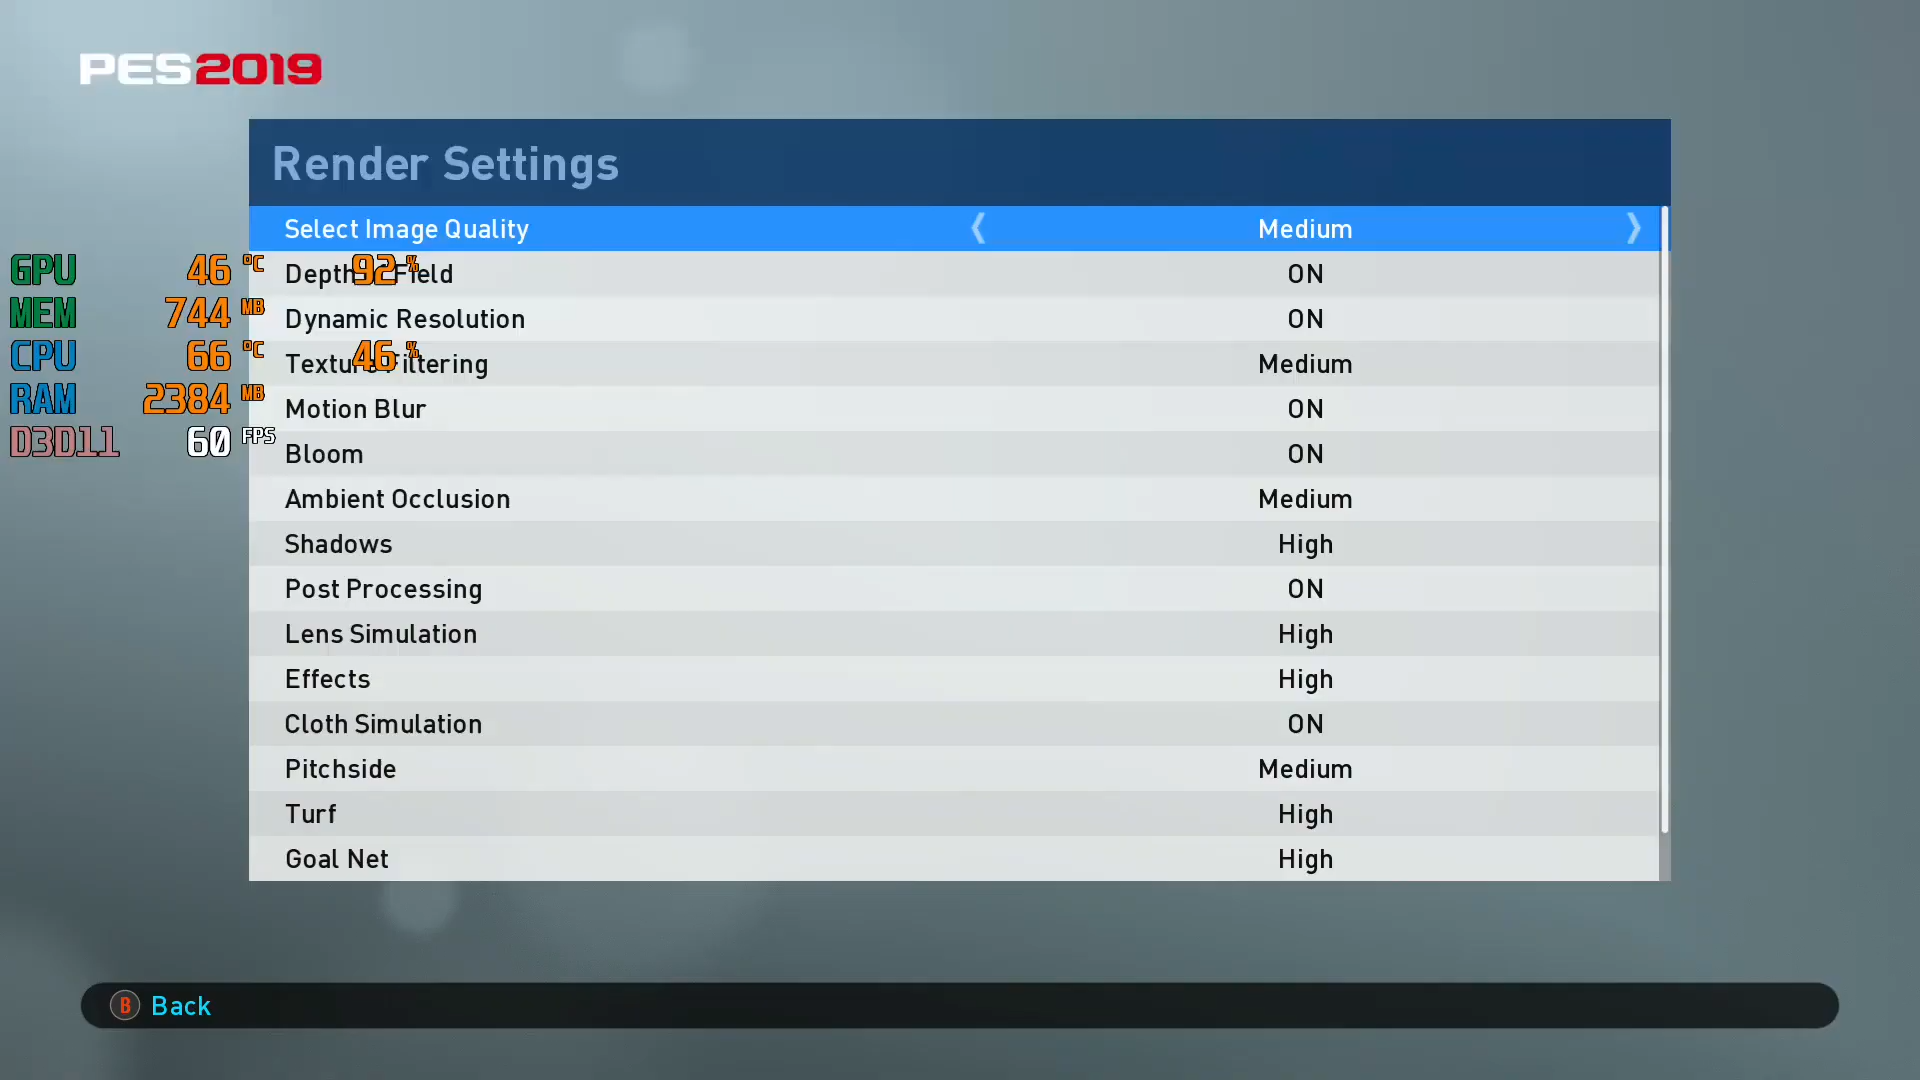 PES2019
Render Settings
Select Image Quality Medium
GPU 46 °C 92 %
Depth of Field ON
MEM 744 MB
Dynamic Resolution ON
CPU 66 °C 46 %
Texture Filtering Medium
RAM 2384 MB
Motion Blur ON
D3D11 60 FPS
Bloom ON
Ambient Occlusion Medium
Shadows High
Post Processing ON
Lens Simulation High
Effects High
Cloth Simulation ON
Pitchside Medium
Turf High
Goal Net High
B Back